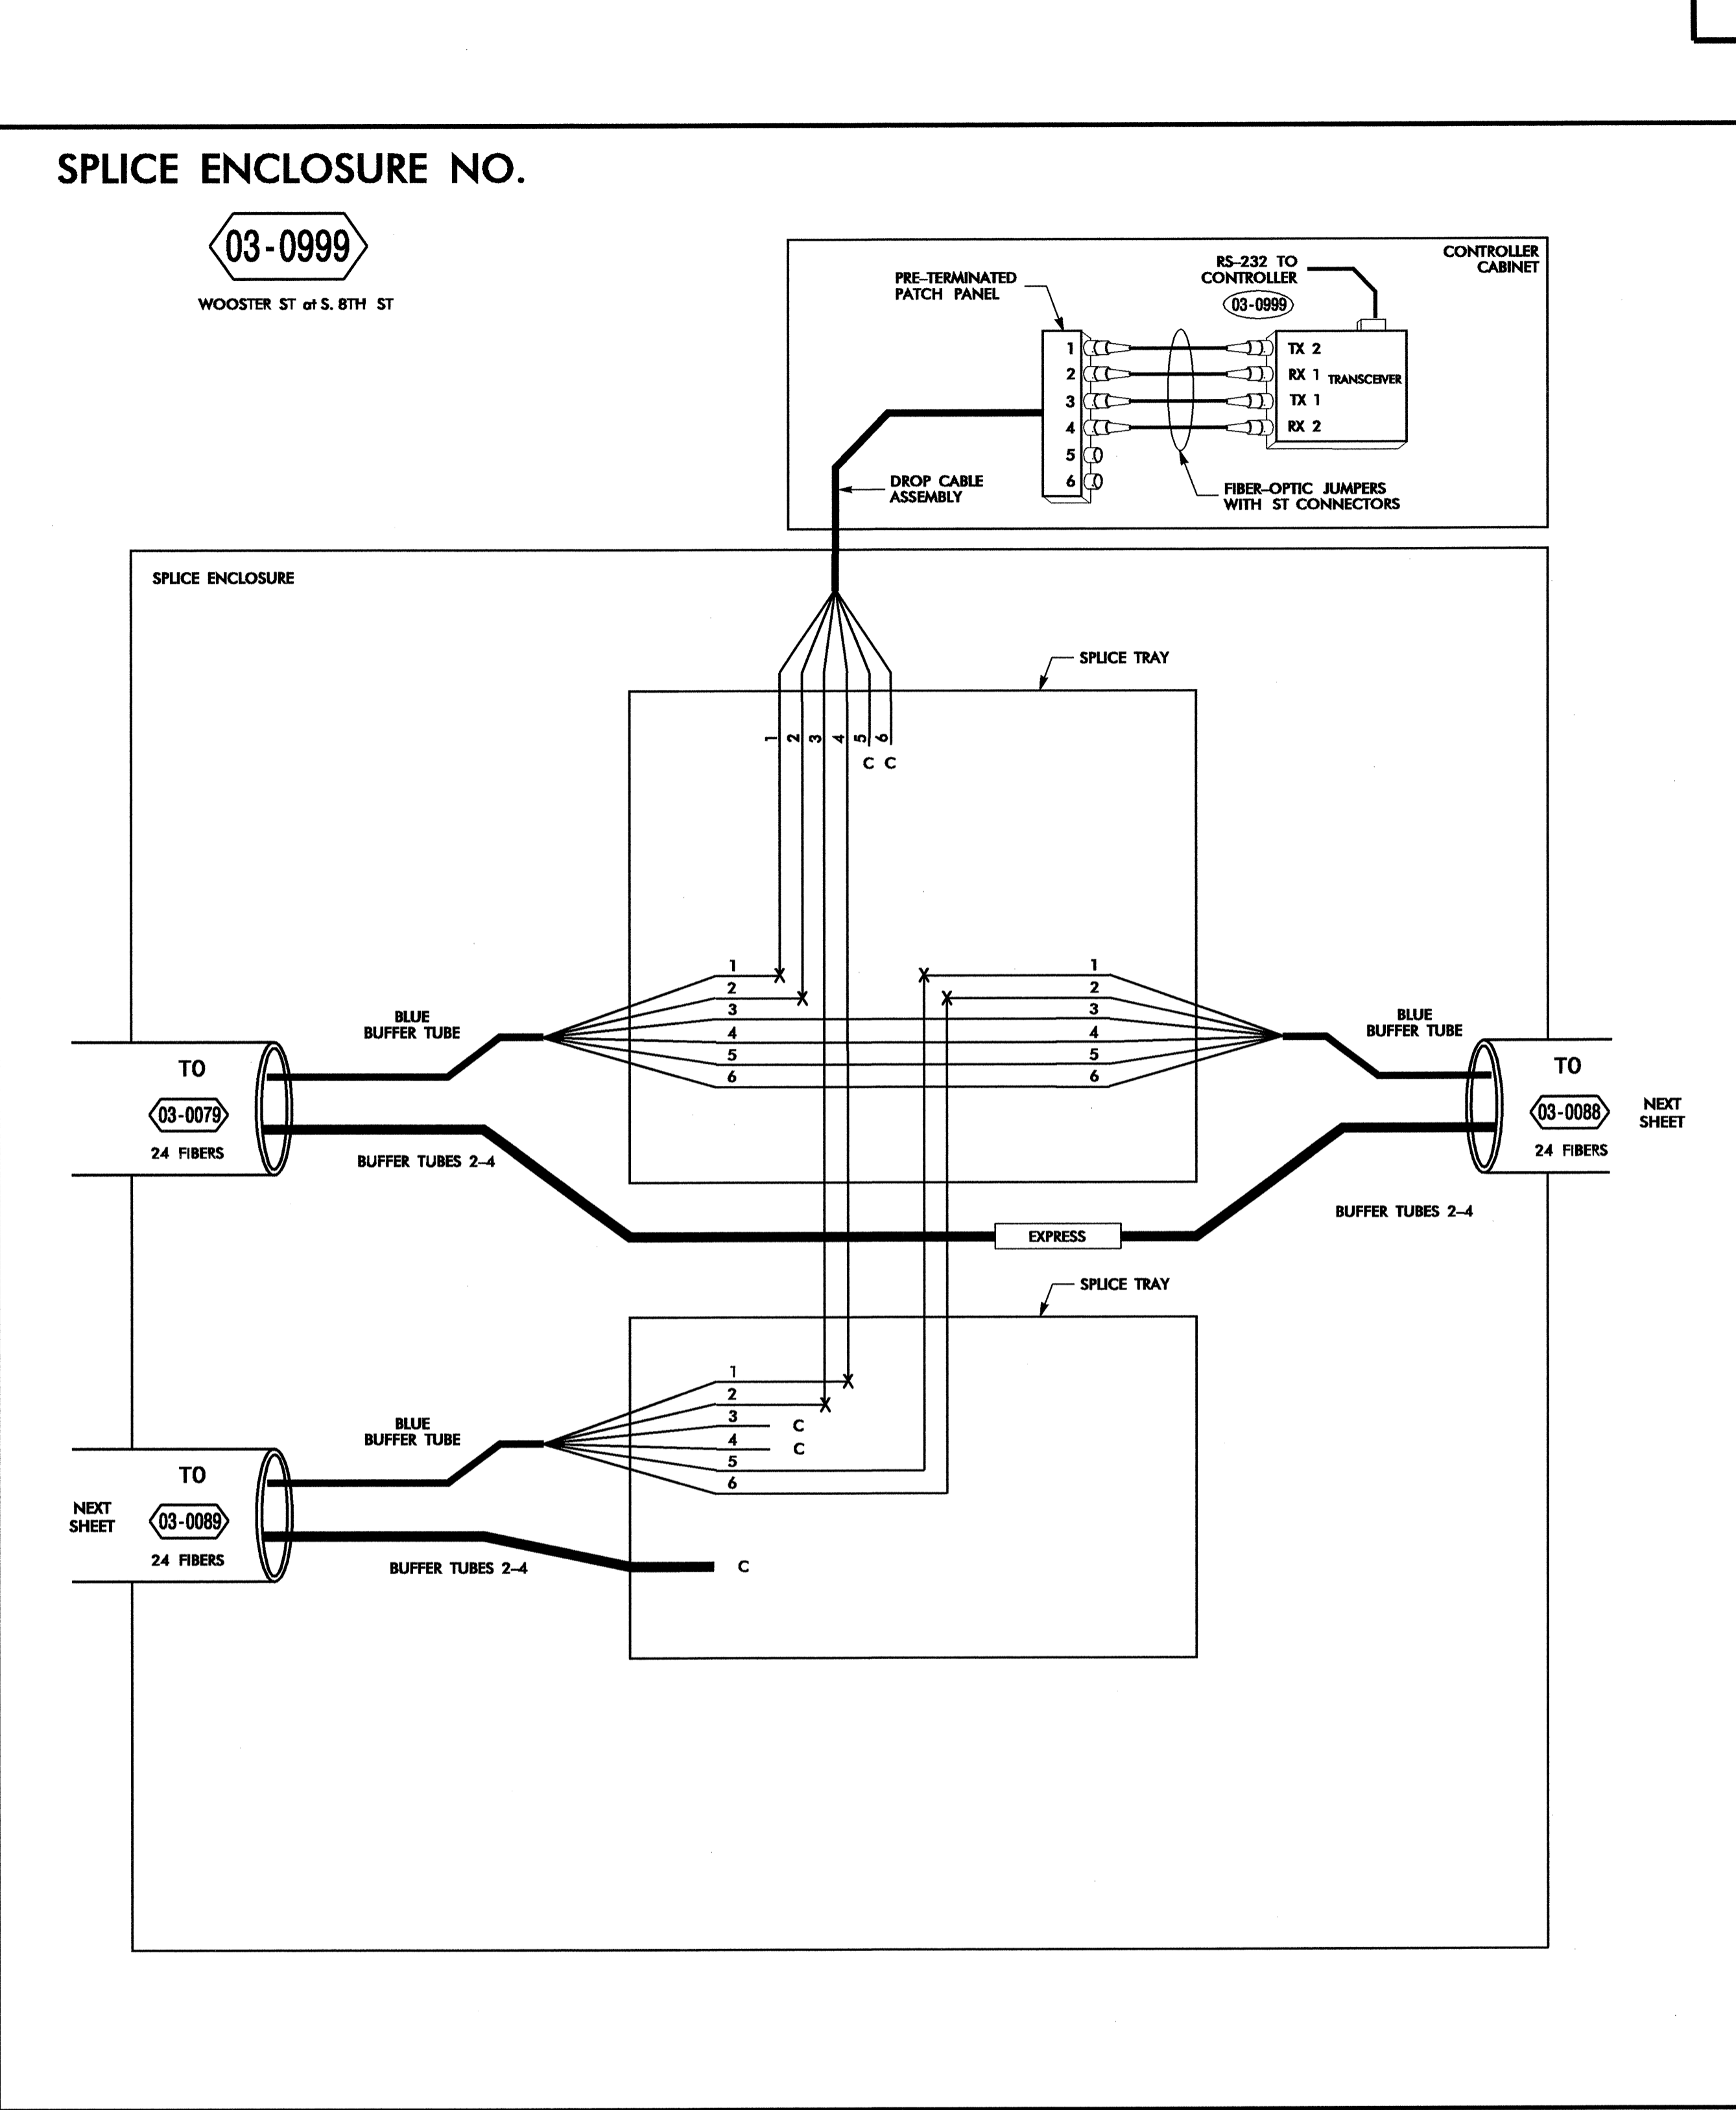 SPLICE ENCLOSURE NO.
03-0999
WOOSTER ST at S. 8TH ST
CONTROLLER
CABINET
RS-232 TO
CONTROLLER
03-0999
PRE-TERMINATED
PATCH PANEL
1
2
3
4
5
6
TX 2
RX 1
TRANSCEIVER
TX 1
RX 2
DROP CABLE
ASSEMBLY
FIBER-OPTIC JUMPERS
WITH ST CONNECTORS
SPLICE ENCLOSURE
SPLICE TRAY
1 2 3 4 5 6
C C
1
2
3
4
5
6
1
2
3
4
5
6
BLUE
BUFFER TUBE
BLUE
BUFFER TUBE
TO
03-0079
24 FIBERS
BUFFER TUBES 2-4
TO
03-0088
24 FIBERS
NEXT
SHEET
BUFFER TUBES 2-4
EXPRESS
SPLICE TRAY
1
2
3 C
4 C
5
6
BLUE
BUFFER TUBE
TO
NEXT
SHEET
03-0089
24 FIBERS
BUFFER TUBES 2-4
C